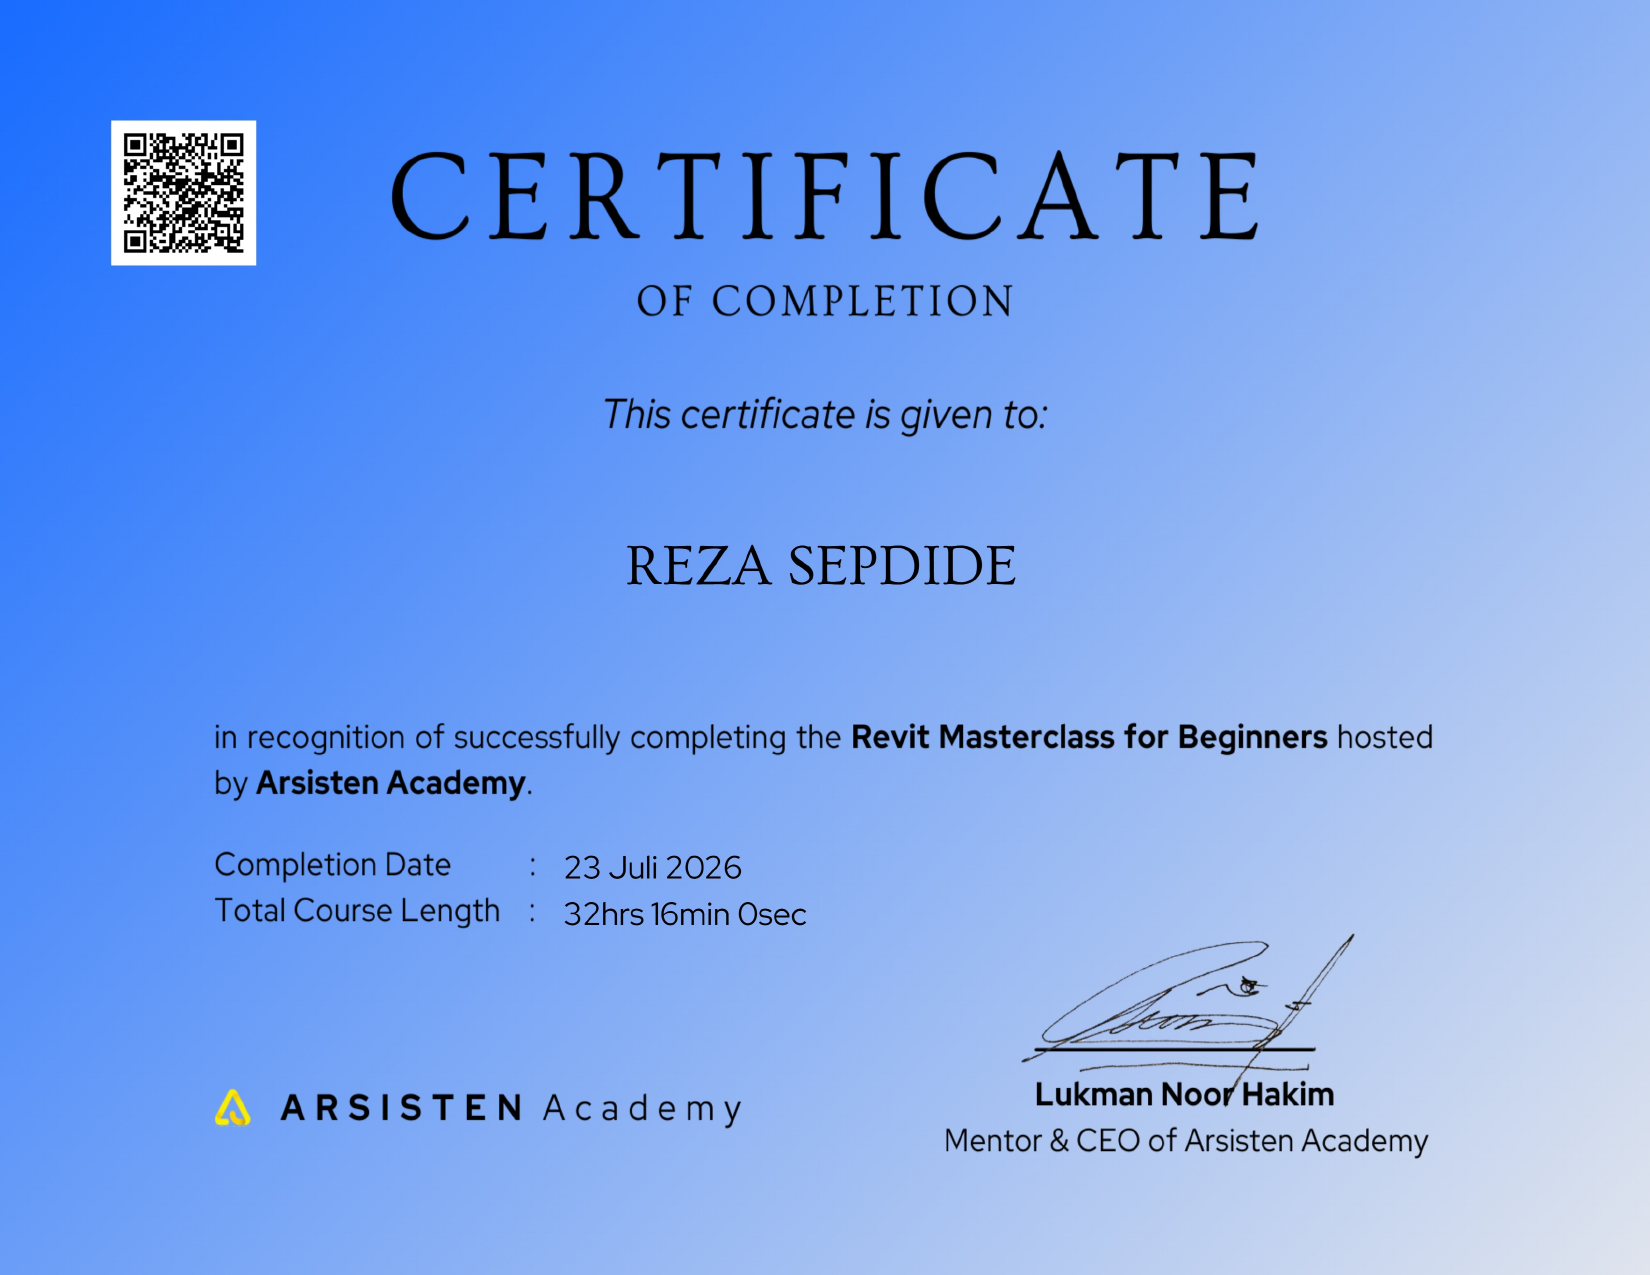 CERTIFICATE
OF COMPLETION
This certificate is given to:
REZA SEPDIDE
in recognition of successfully completing the Revit Masterclass for Beginners hosted
by Arsisten Academy.
Completion Date : 23 Juli 2026
Total Course Length : 32hrs 16min 0sec
Lukman Noor Hakim
Mentor & CEO of Arsisten Academy
ARSISTEN Academy